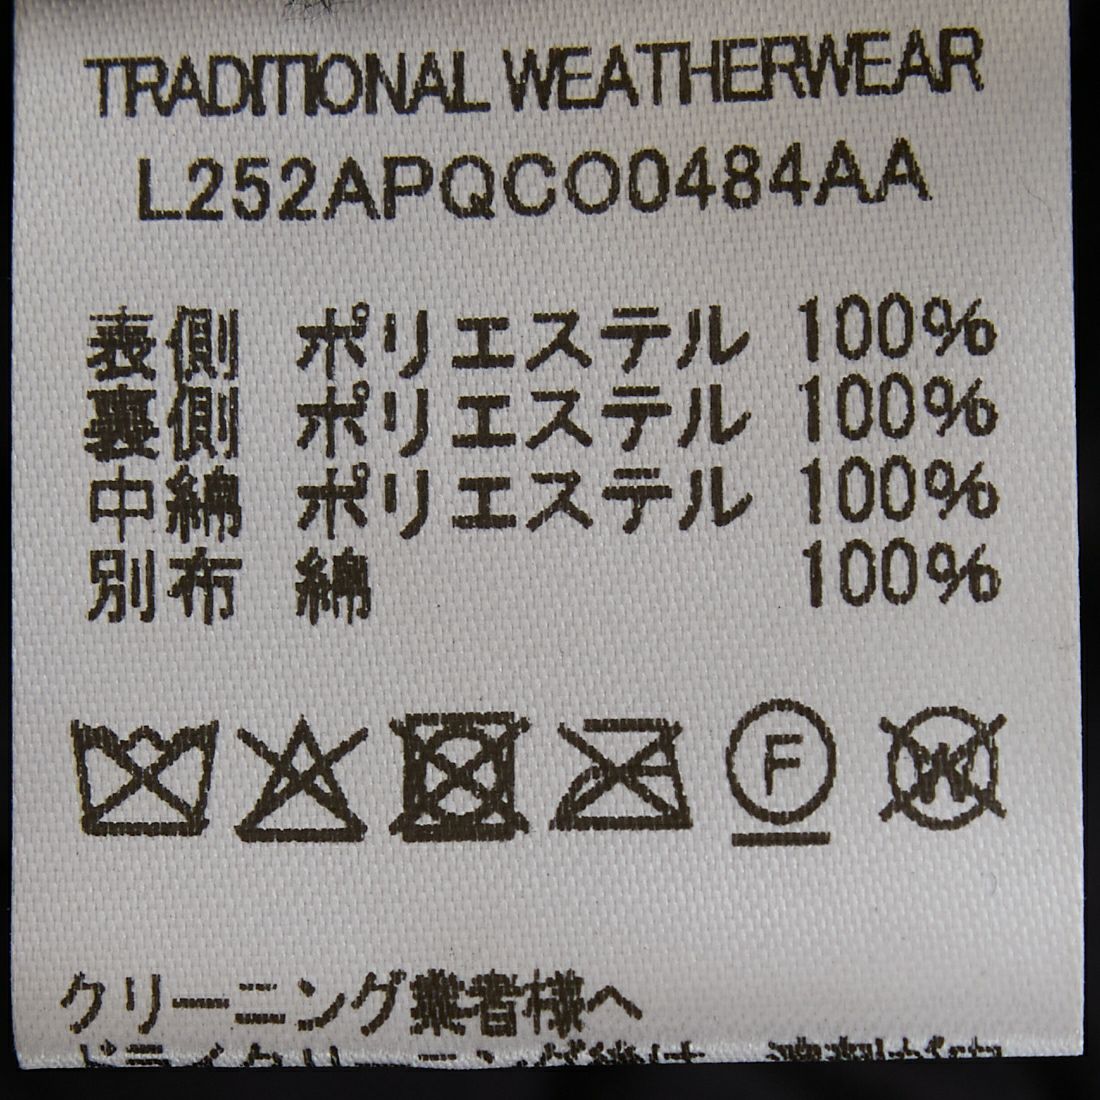 TRADITIONAL WEATHERWEAR
L252APQCO0484AA
表側 ポリエステル 100%
裏側 ポリエステル 100%
中綿 ポリエステル 100%
別布 綿 100%
F
W
クリーニング業者様へ